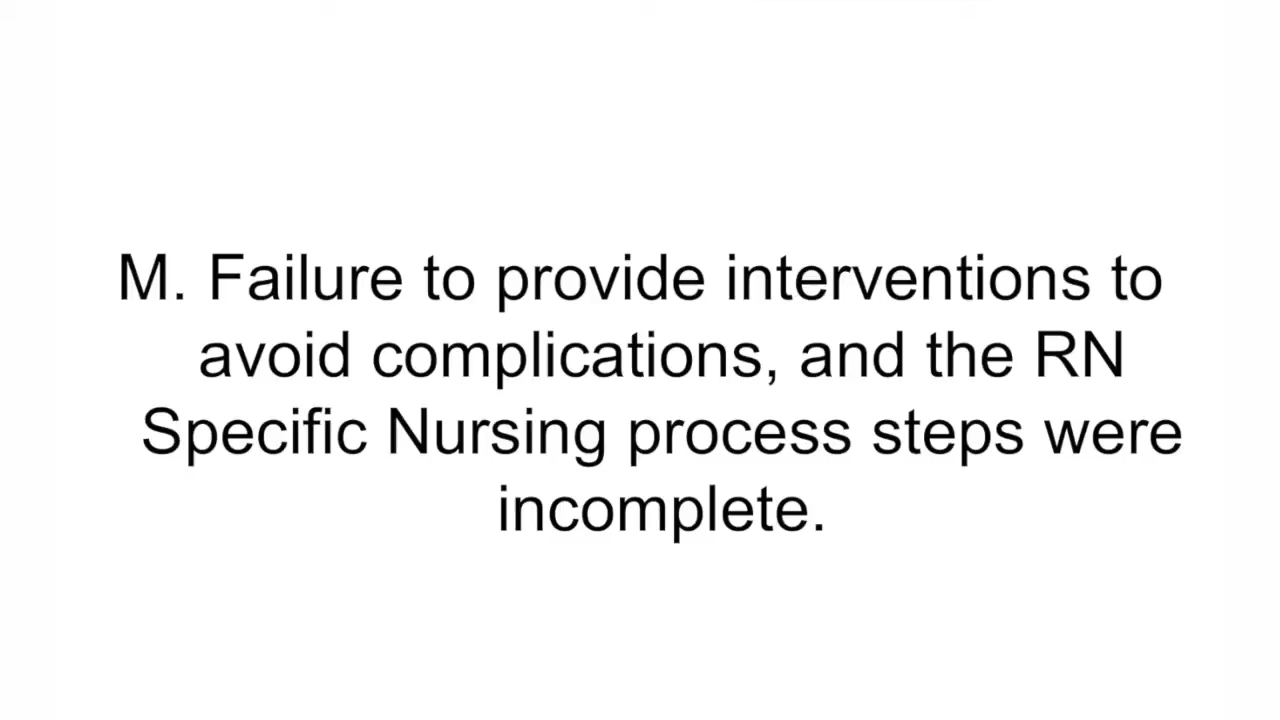 M. Failure to provide interventions to
avoid complications, and the RN
Specific Nursing process steps were
incomplete.